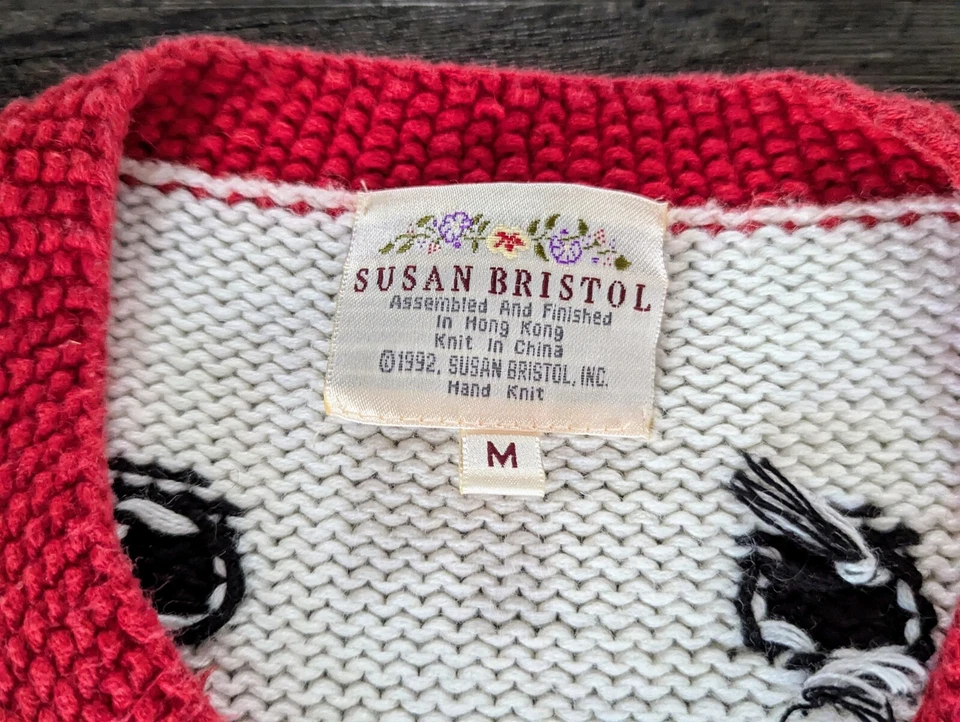 SUSAN BRISTOL
Assembled And Finished
In Hong Kong
Knit In China
©1992, SUSAN BRISTOL, INC.
Hand Knit
M